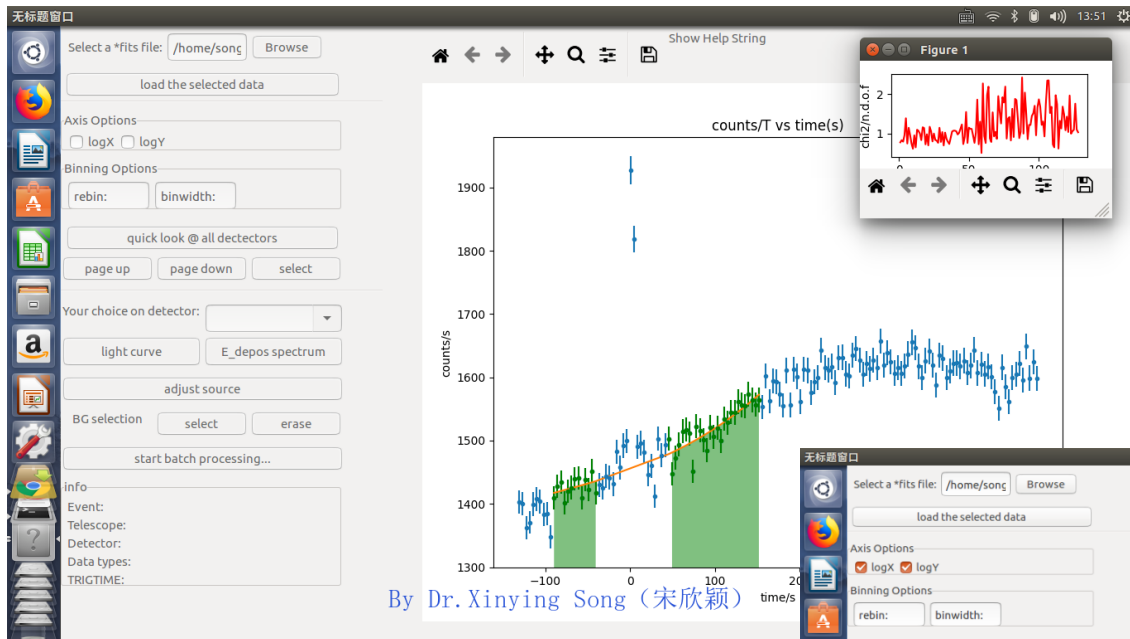 无标题窗口
13:51
Select a *fits file:
/home/song
Browse
load the selected data
Axis Options
logX
logY
Binning Options
rebin:
binwidth:
quick look @ all dectectors
page up
page down
select
Your choice on detector:
light curve
E_depos spectrum
adjust source
BG selection
select
erase
start batch processing...
info
Event:
Telescope:
Detector:
Data types:
TRIGTIME:
Show Help String
counts/T vs time(s)
counts/s
1900
1800
1700
1600
1500
1400
1300
−100
0
100
time/s
By Dr.Xinying Song（宋欣颖）
Figure 1
chi2/n.d.o.f
2
1
0
50
100
无标题窗口
Select a *fits file:
/home/song
Browse
load the selected data
Axis Options
logX
logY
Binning Options
rebin:
binwidth: